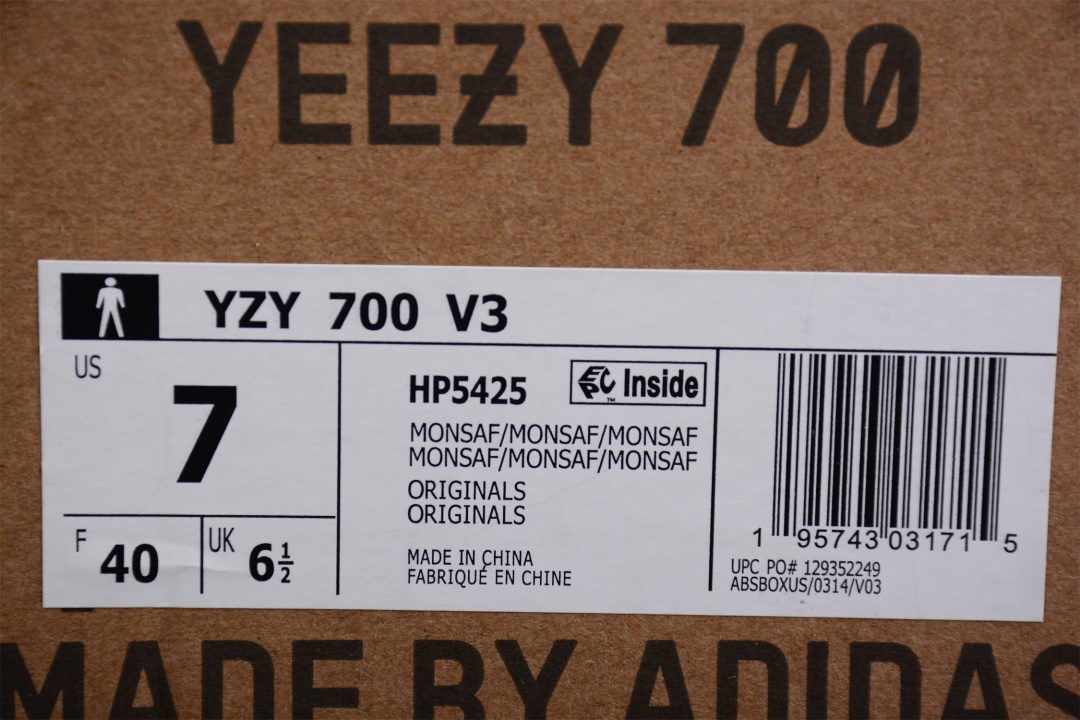 YEEZY 700
YZY 700 V3
US
7
F 40
UK 6½
HP5425
EPC™ Inside
MONSAF/MONSAF/MONSAF
MONSAF/MONSAF/MONSAF
ORIGINALS
ORIGINALS
MADE IN CHINA
FABRIQUÉ EN CHINE
1 95743 03171 5
UPC PO# 129352249
ABSBOXUS/0314/V03
MADE BY ADIDAS